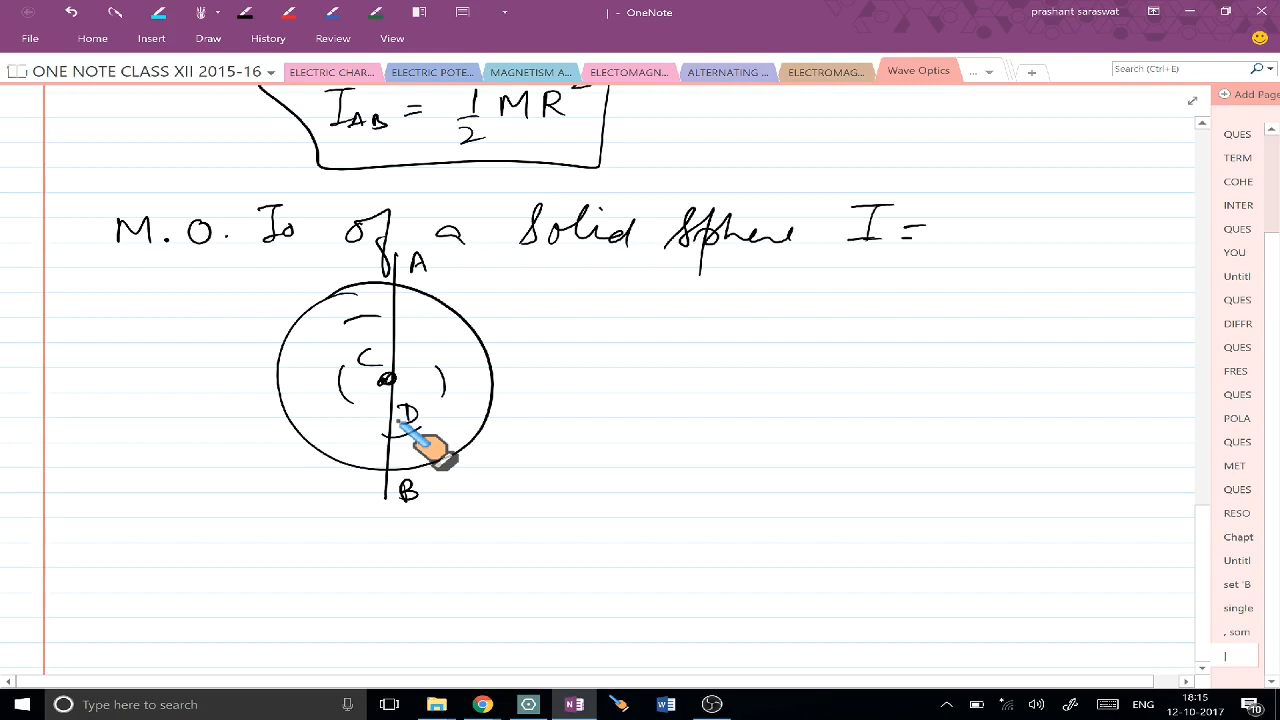 prashant saraswat
| - OneNote
File Home Insert Draw History Review View
ONE NOTE CLASS XII 2015-16 ELECTRIC CHAR... ELECTRIC POTE... MAGNETISM A... ELECTOMAGN... ALTERNATING ... ELECTROMAG... Wave Optics ... Search (Ctrl+E)
Add Page
I_AB = 1/2 MR²
M. O. I. of a Solid Sphere I =
A
C
D
B
QUES
TERM
COHE
INTER
QUES
YOU
Untitl
QUES
DIFFR
QUES
FRES
QUES
POLA
QUES
MET
QUES
RESO
Chapt
Untitl
set 'B
single
, som
Type here to search
ENG 18:15
12-10-2017
10